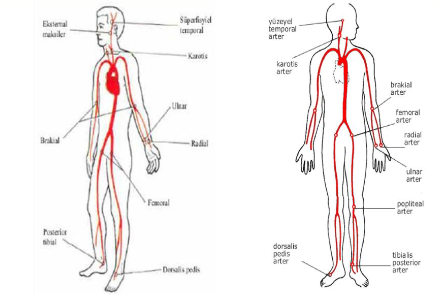 Eksternal
maksiler
Süperfisyiel
temporal
Karotis
Ulnar
Brakial
Radial
Femoral
Posterior
tibial
Dorsalis pedis
yüzeyel
temporal
arter
karotis
arter
brakial
arter
femoral
arter
radial
arter
ulnar
arter
popliteal
arter
dorsalis
pedis
arter
tibialis
posterior
arter